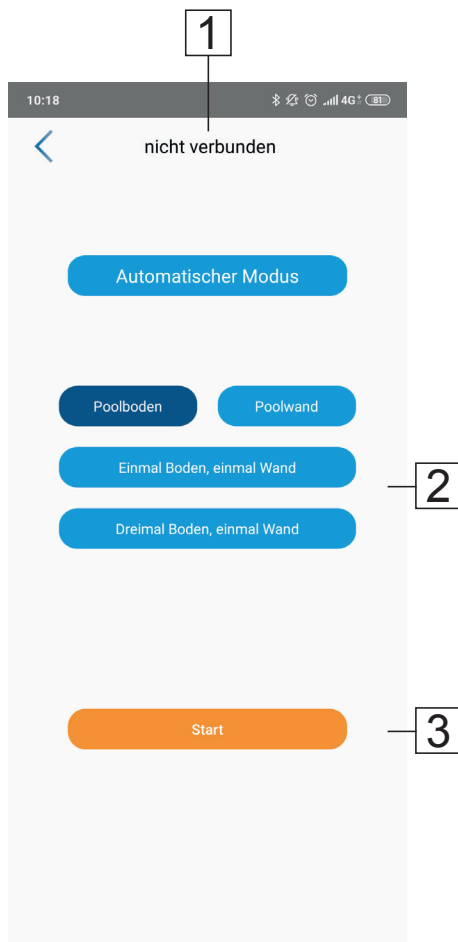 1
10:18
4G
81
nicht verbunden
Automatischer Modus
Poolboden
Poolwand
Einmal Boden, einmal Wand
2
Dreimal Boden, einmal Wand
Start
3